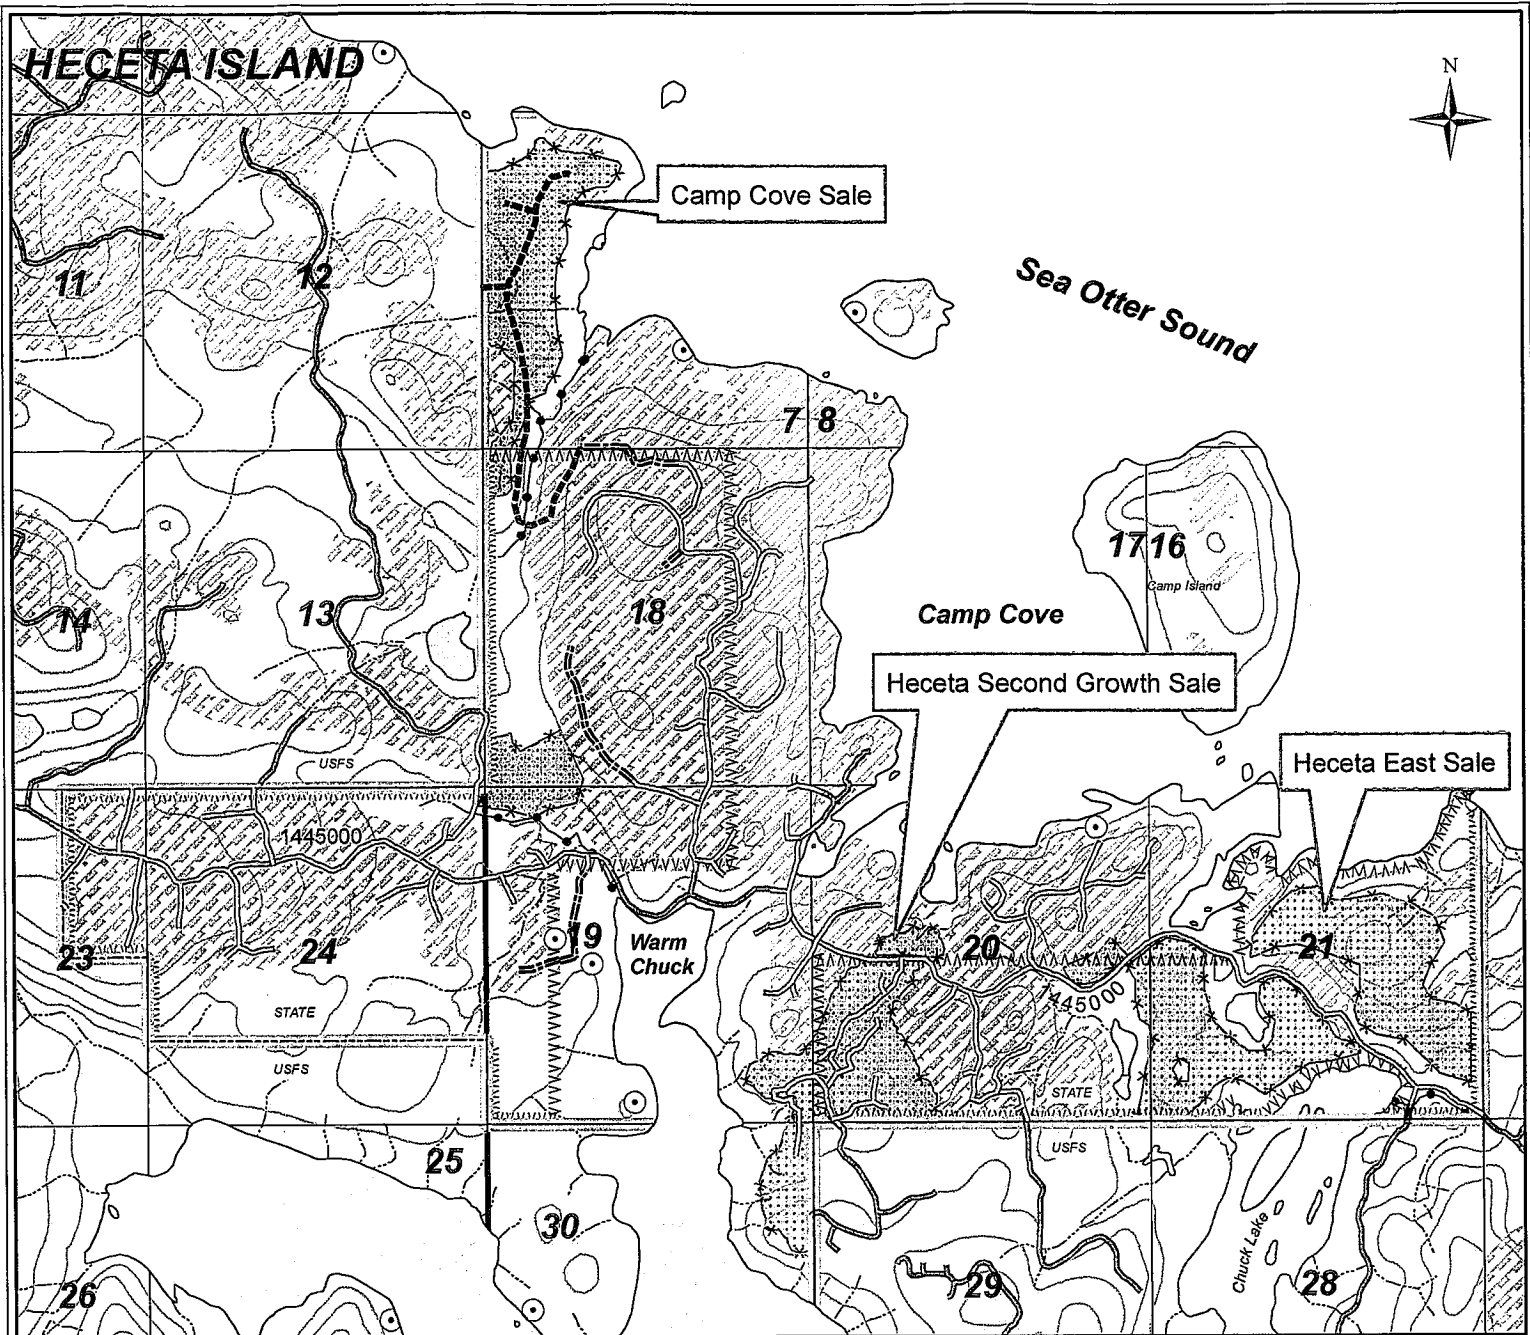 HECETA ISLAND
N
Camp Cove Sale
Sea Otter Sound
11
12
7 8
17 16
Camp Island
14
13
18
Camp Cove
Heceta Second Growth Sale
USFS
Heceta East Sale
1445000
23
24
19
Warm
Chuck
20
21
1445000
STATE
STATE
USFS
USFS
25
30
Chuck Lake
26
29
28